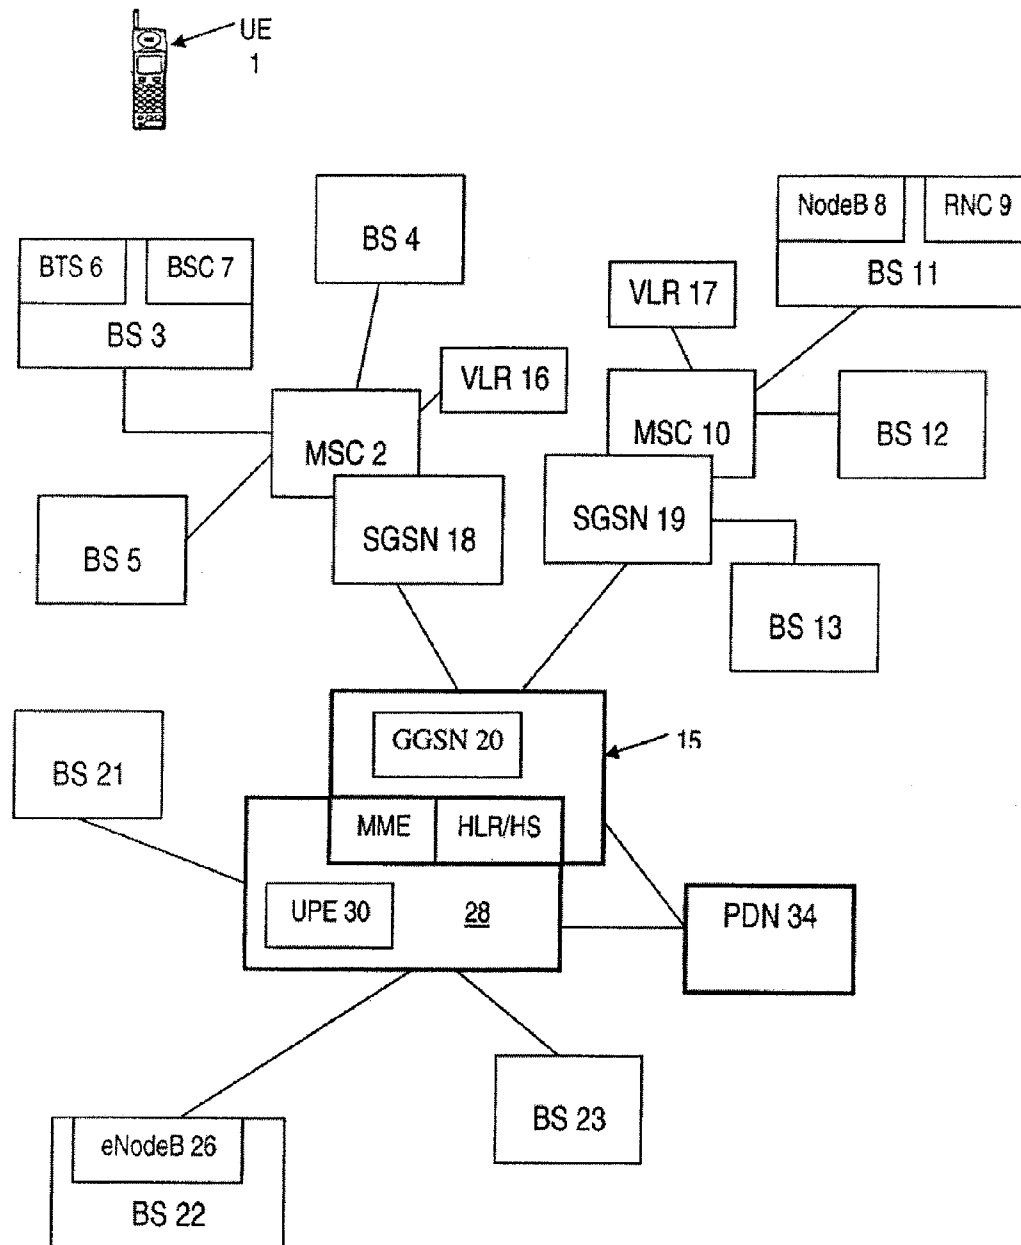 UE
1
NodeB 8
RNC 9
BS 4
BTS 6
BSC 7
BS 11
VLR 17
BS 3
VLR 16
MSC 10
BS 12
MSC 2
SGSN 19
SGSN 18
BS 5
BS 13
GGSN 20
15
BS 21
MME
HLR/HS
UPE 30
28
PDN 34
BS 23
eNodeB 26
BS 22